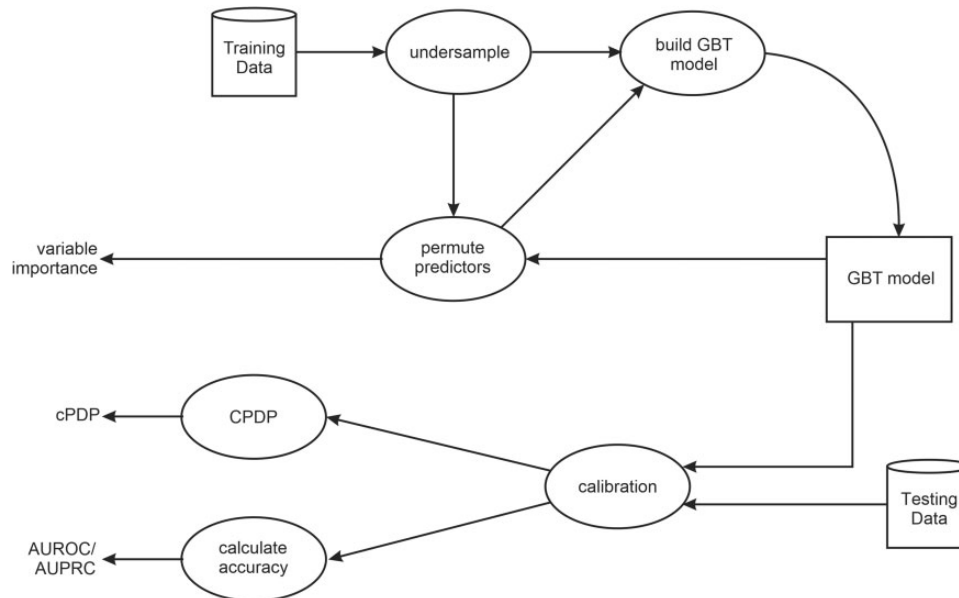 Training
Data
undersample
build GBT
model
variable
importance
permute
predictors
GBT model
cPDP
CPDP
calibration
Testing
Data
AUROC/
AUPRC
calculate
accuracy